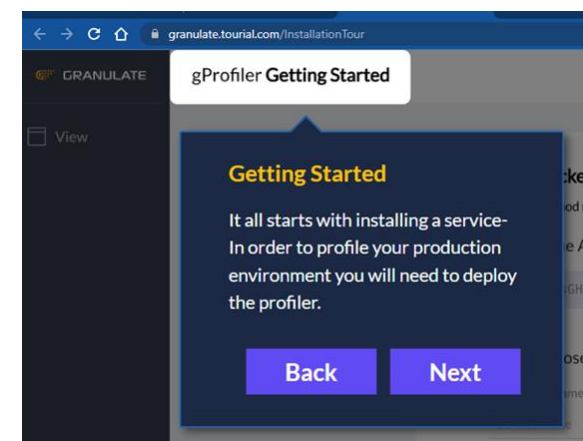 granulate.tourial.com/InstallationTour
GRANULATE
gProfiler Getting Started
View
Getting Started
It all starts with installing a service-
In order to profile your production
environment you will need to deploy
the profiler.
Back
Next